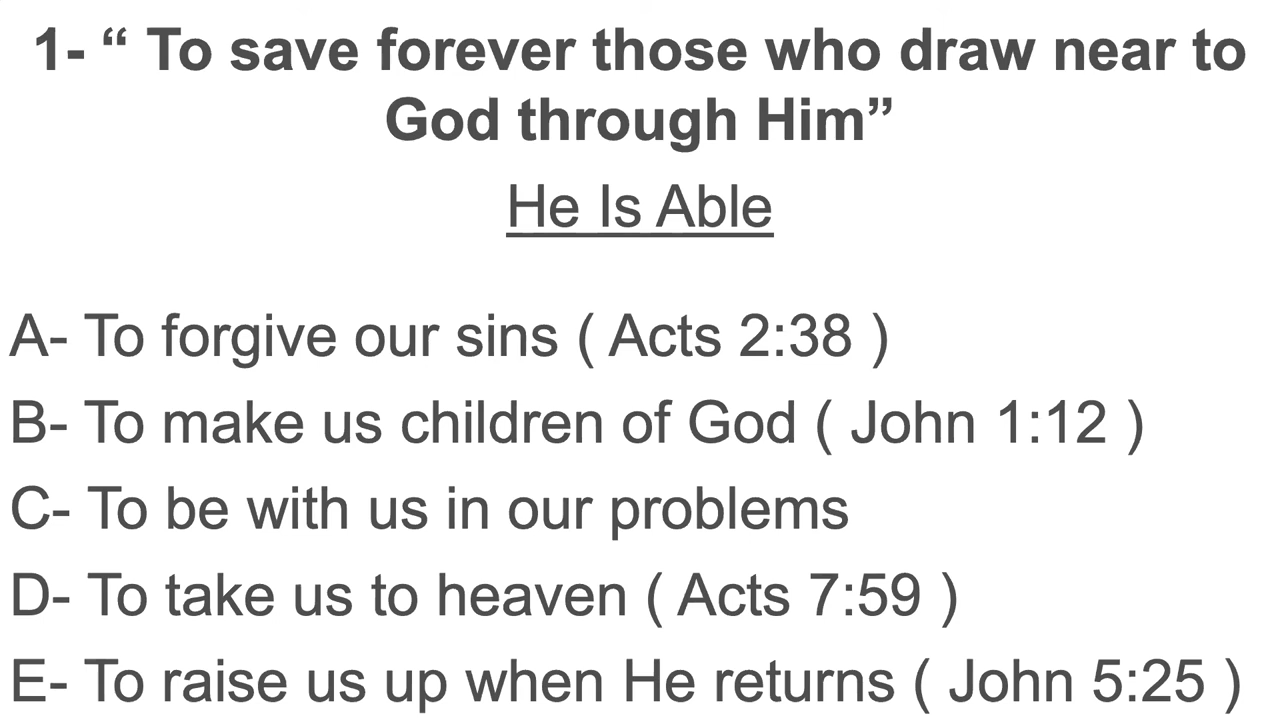 1- “ To save forever those who draw near to
God through Him”
He Is Able
A- To forgive our sins ( Acts 2:38 )
B- To make us children of God ( John 1:12 )
C- To be with us in our problems
D- To take us to heaven ( Acts 7:59 )
E- To raise us up when He returns ( John 5:25 )